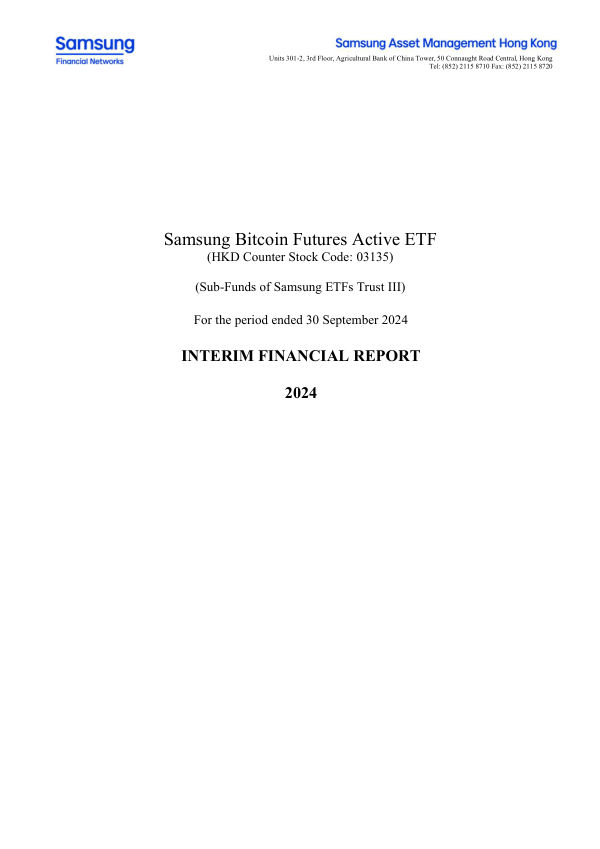 Samsung
Financial Networks
Samsung Asset Management Hong Kong
Units 301-2, 3rd Floor, Agricultural Bank of China Tower, 50 Connaught Road Central, Hong Kong
Tel: (852) 2115 8710 Fax: (852) 2115 8720
Samsung Bitcoin Futures Active ETF
(HKD Counter Stock Code: 03135)
(Sub-Funds of Samsung ETFs Trust III)
For the period ended 30 September 2024
INTERIM FINANCIAL REPORT
2024